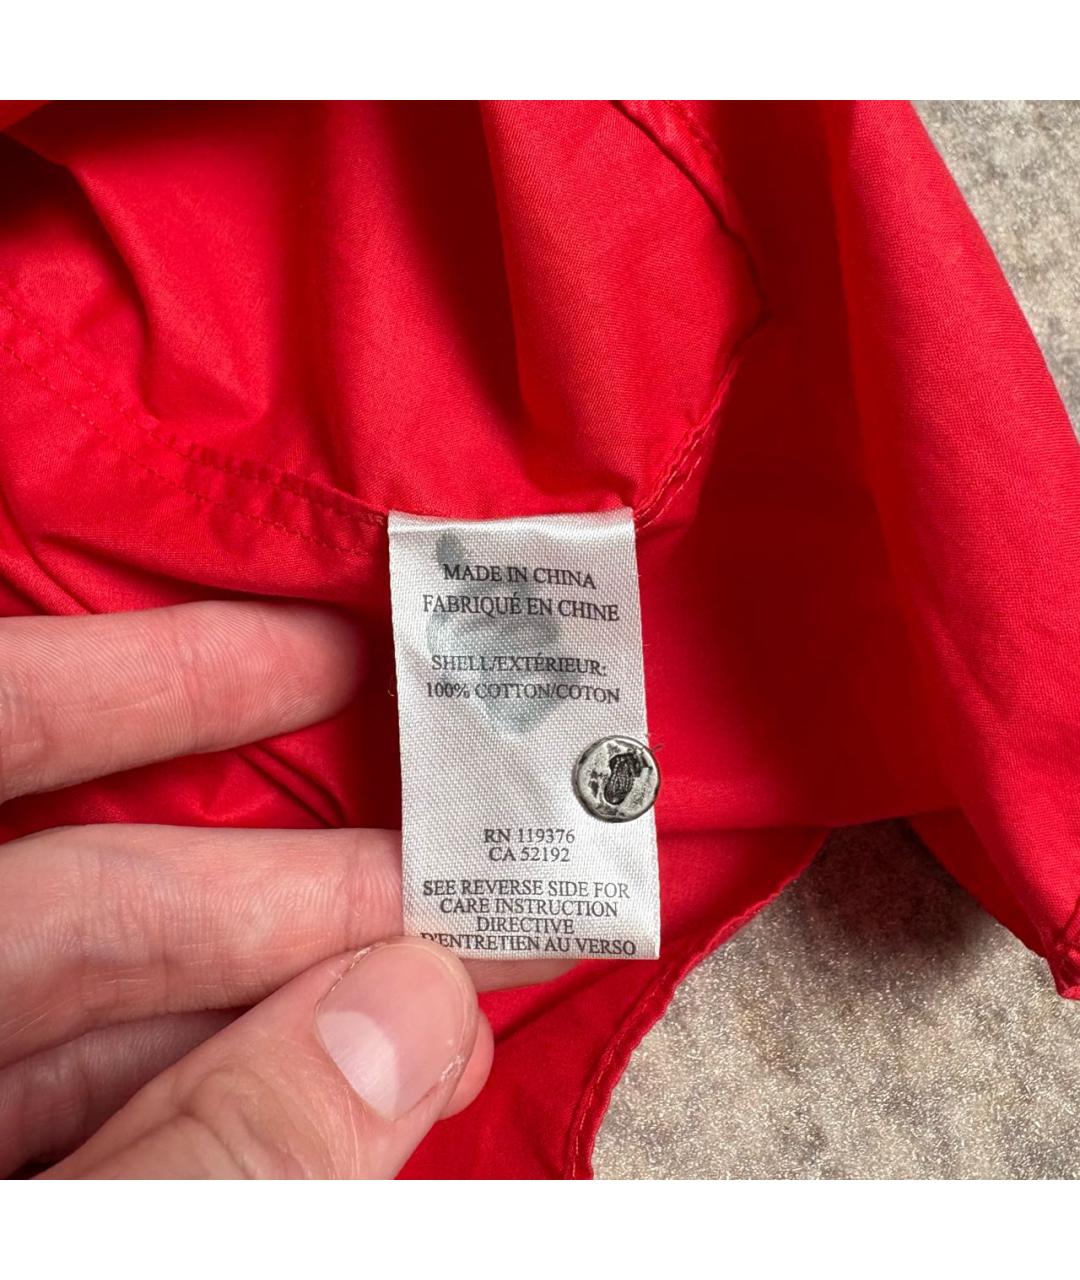 MADE IN CHINA
FABRIQUÉ EN CHINE
SHELL/EXTÉRIEUR:
100% COTTON/COTON
RN 119376
CA 52192
SEE REVERSE SIDE FOR
CARE INSTRUCTION
DIRECTIVE
D'ENTRETIEN AU VERSO